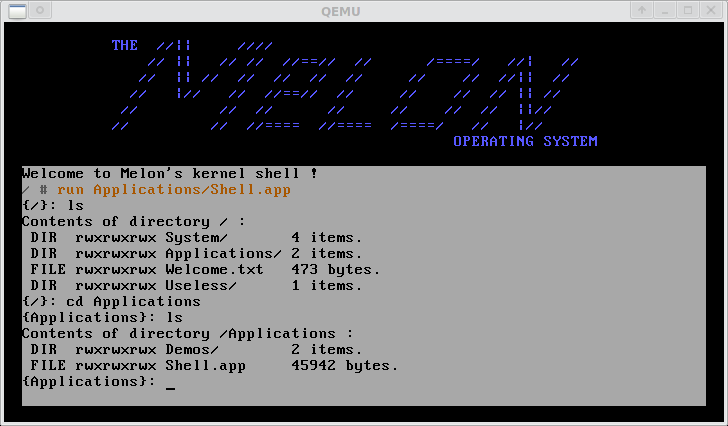 QEMU
THE
MELON
OPERATING SYSTEM
Welcome to Melon's kernel shell !
/ # run Applications/Shell.app
{/}: ls
Contents of directory / :
DIR rwxrwxrwx System/ 4 items.
DIR rwxrwxrwx Applications/ 2 items.
FILE rwxrwxrwx Welcome.txt 473 bytes.
DIR rwxrwxrwx Useless/ 1 items.
{/}: cd Applications
{Applications}: ls
Contents of directory /Applications :
DIR rwxrwxrwx Demos/ 2 items.
FILE rwxrwxrwx Shell.app 45942 bytes.
{Applications}: _